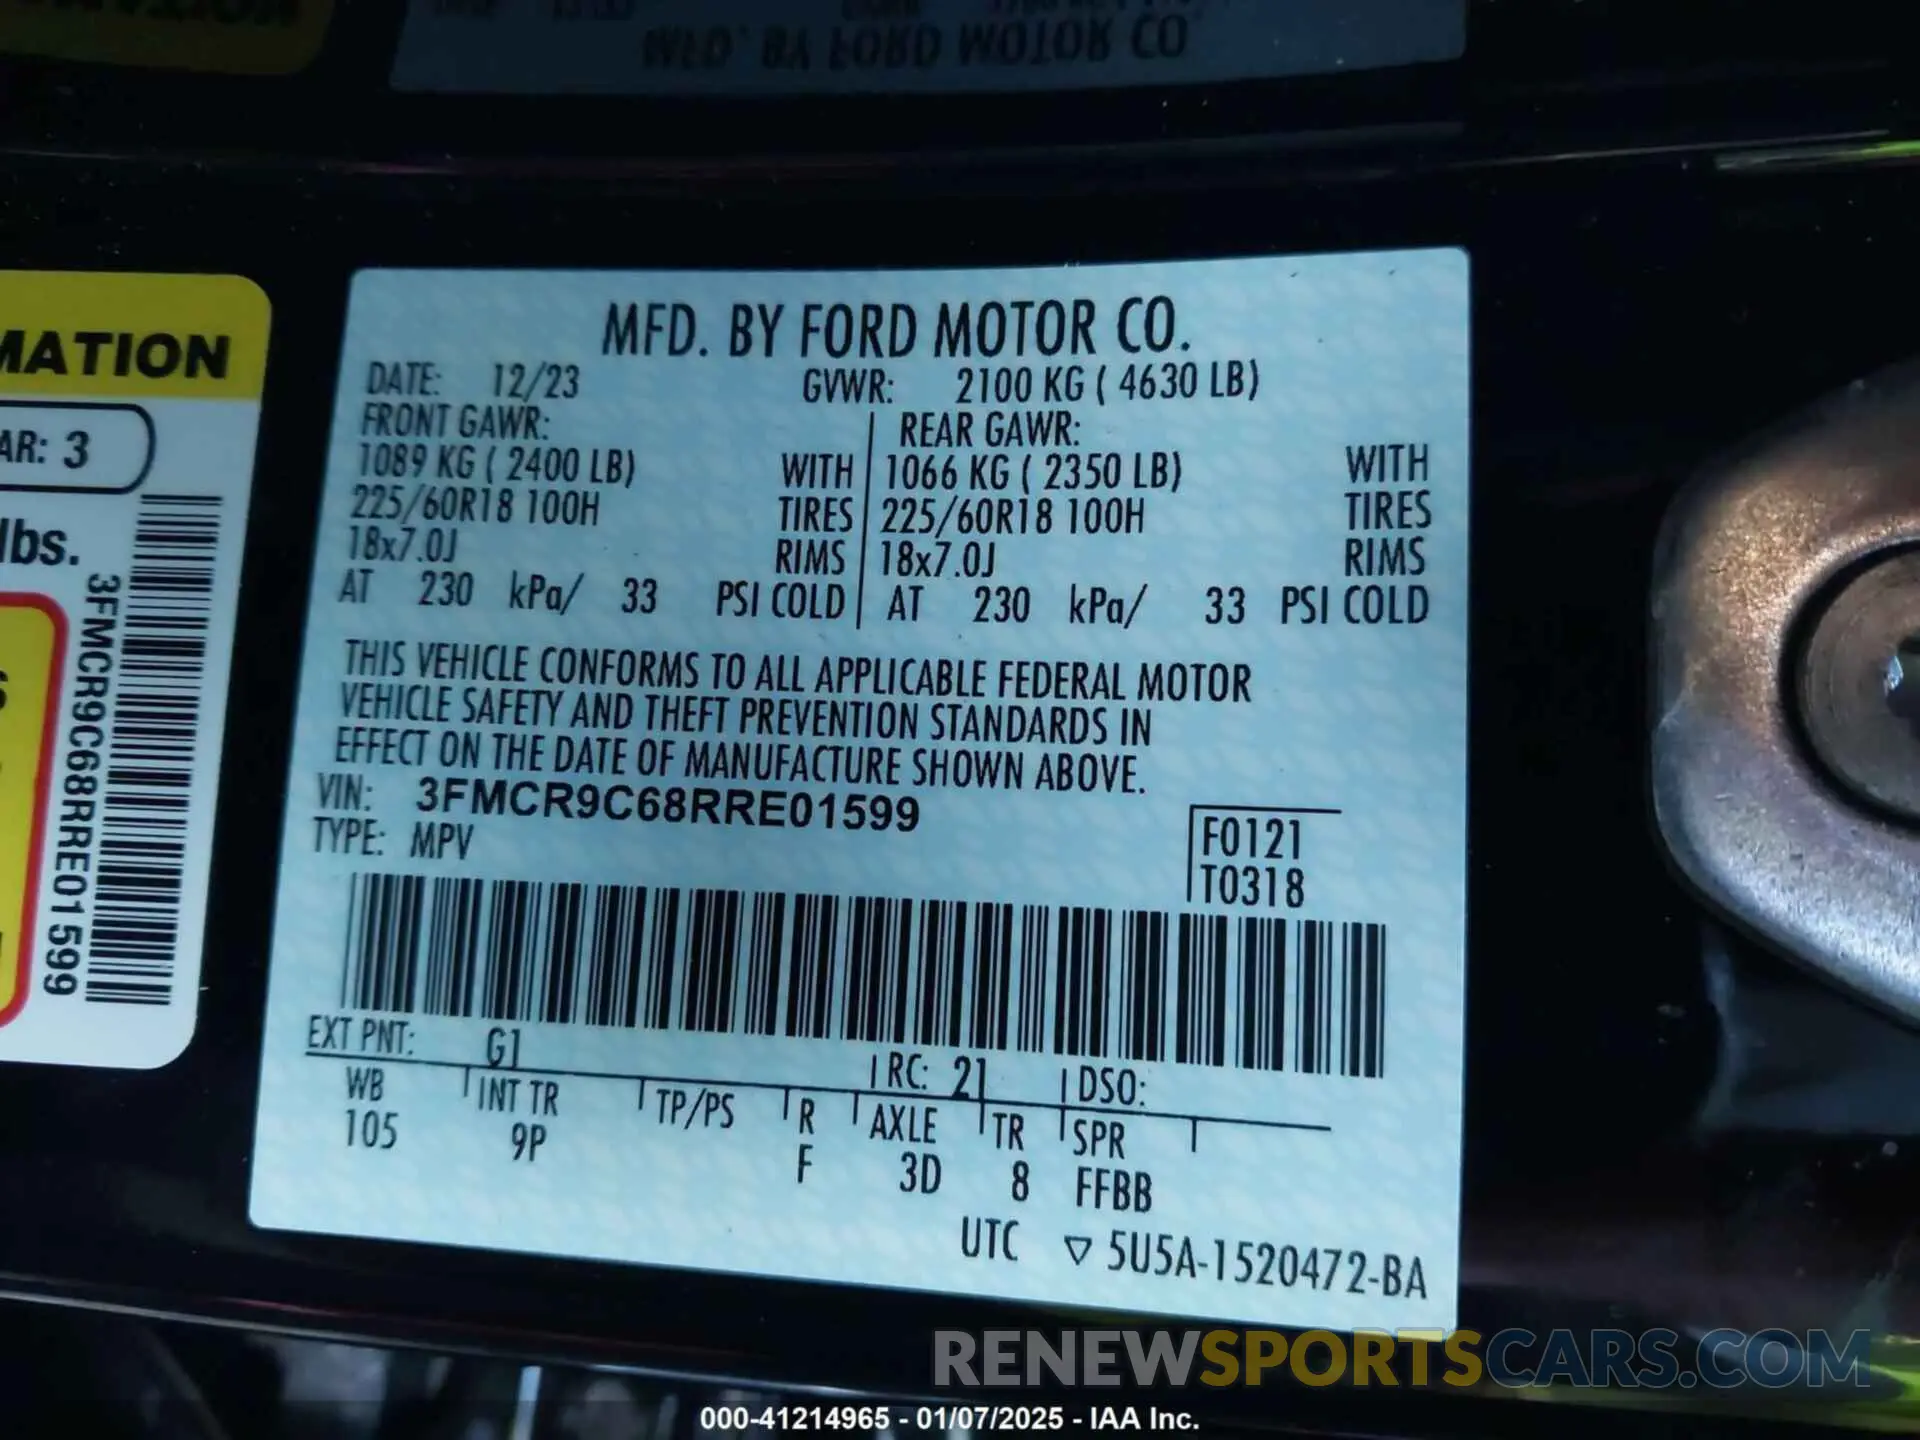 MFD. BY FORD MOTOR CO.
MATION
AR: 3
lbs.
3FMCR9C68RRE01599
MFD. BY FORD MOTOR CO.
DATE: 12/23 GVWR: 2100 KG ( 4630 LB)
FRONT GAWR: REAR GAWR:
1089 KG ( 2400 LB) WITH 1066 KG ( 2350 LB) WITH
225/60R18 100H TIRES 225/60R18 100H TIRES
18x7.0J RIMS 18x7.0J RIMS
AT 230 kPa/ 33 PSI COLD AT 230 kPa/ 33 PSI COLD
THIS VEHICLE CONFORMS TO ALL APPLICABLE FEDERAL MOTOR
VEHICLE SAFETY AND THEFT PREVENTION STANDARDS IN
EFFECT ON THE DATE OF MANUFACTURE SHOWN ABOVE.
VIN: 3FMCR9C68RRE01599
TYPE: MPV
F0121
T0318
EXT PNT: G1 RC: 21 DSO:
WB INT TR TP/PS R AXLE TR SPR
105 9P F 3D 8 FFBB
UTC ▽ 5U5A-1520472-BA
RENEWSPORTSCARS.COM
000-41214965 - 01/07/2025 - IAA Inc.